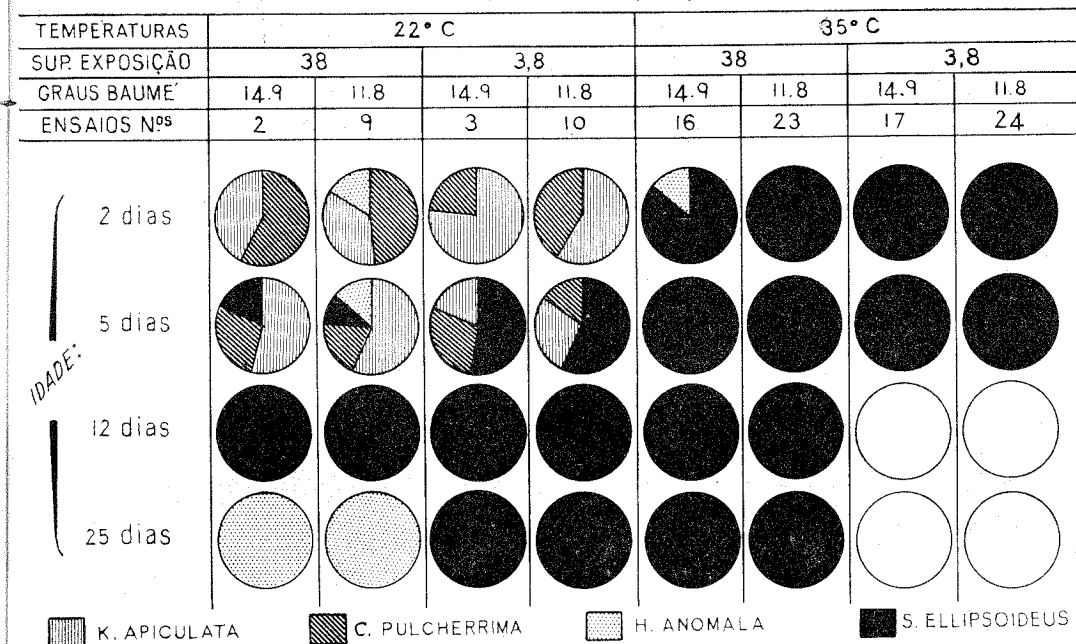 TEMPERATURAS 22° C 35° C
SUP. EXPOSIÇÃO 38 3,8 38 3,8
GRAUS BAUMÉ 14.9 11.8 14.9 11.8 14.9 11.8 14.9 11.8
ENSAIOS Nºs 2 9 3 10 16 23 17 24
2 dias
5 dias
IDADE:
12 dias
25 dias
K. APICULATA C. PULCHERRIMA H. ANOMALA S. ELLIPSOIDEUS